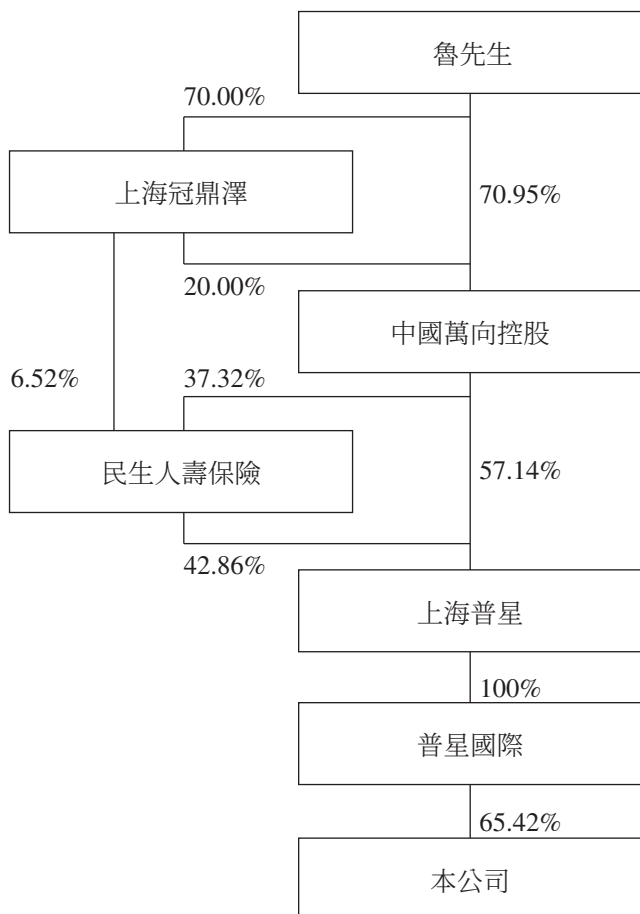 魯先生
70.00%
上海冠鼎澤
70.95%
20.00%
中國萬向控股
6.52%
37.32%
民生人壽保險
57.14%
42.86%
上海普星
100%
普星國際
65.42%
本公司